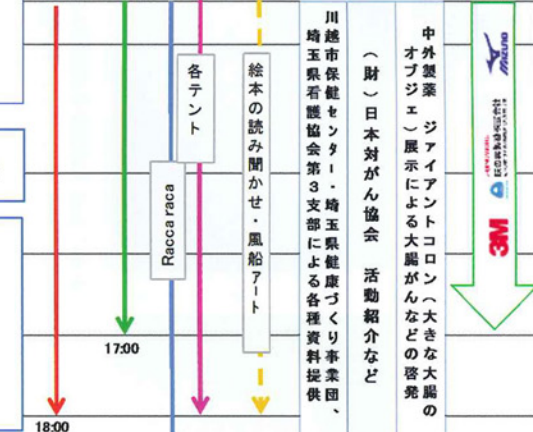 MIZUNO
3M
中外製薬 ジャイアントコロン(大きな大腸の
オブジェ)展示による大腸がんなどの啓発
(財)日本対がん協会 活動紹介など
川越市保健センター・埼玉県健康づくり事業団、
埼玉県看護協会第3支部による各種資料提供
絵本の読み聞かせ・風船アート
各テント
Racca raca
17:00
18:00